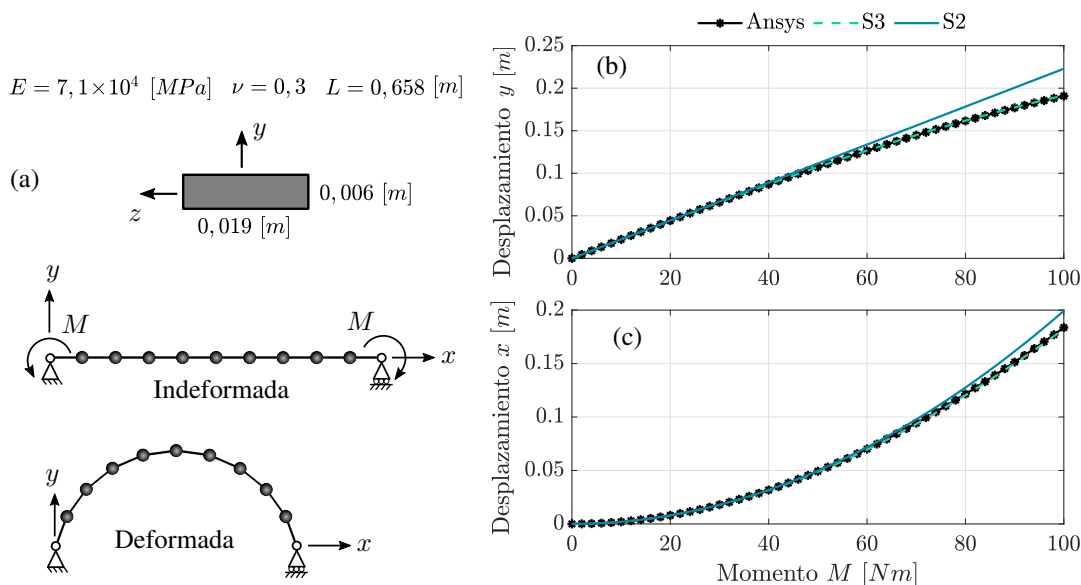 Ansys S3 S2
E = 7,1×10⁴ [MPa] ν = 0,3 L = 0,658 [m]
(a)
y
z
0,006 [m]
0,019 [m]
y
M
M
x
Indeformada
y
x
Deformada
(b)
Desplazamiento y [m]
0.25
0.2
0.15
0.1
0.05
0
0 20 40 60 80 100
(c)
Desplazamiento x [m]
0.2
0.15
0.1
0.05
0
0 20 40 60 80 100
Momento M [Nm]